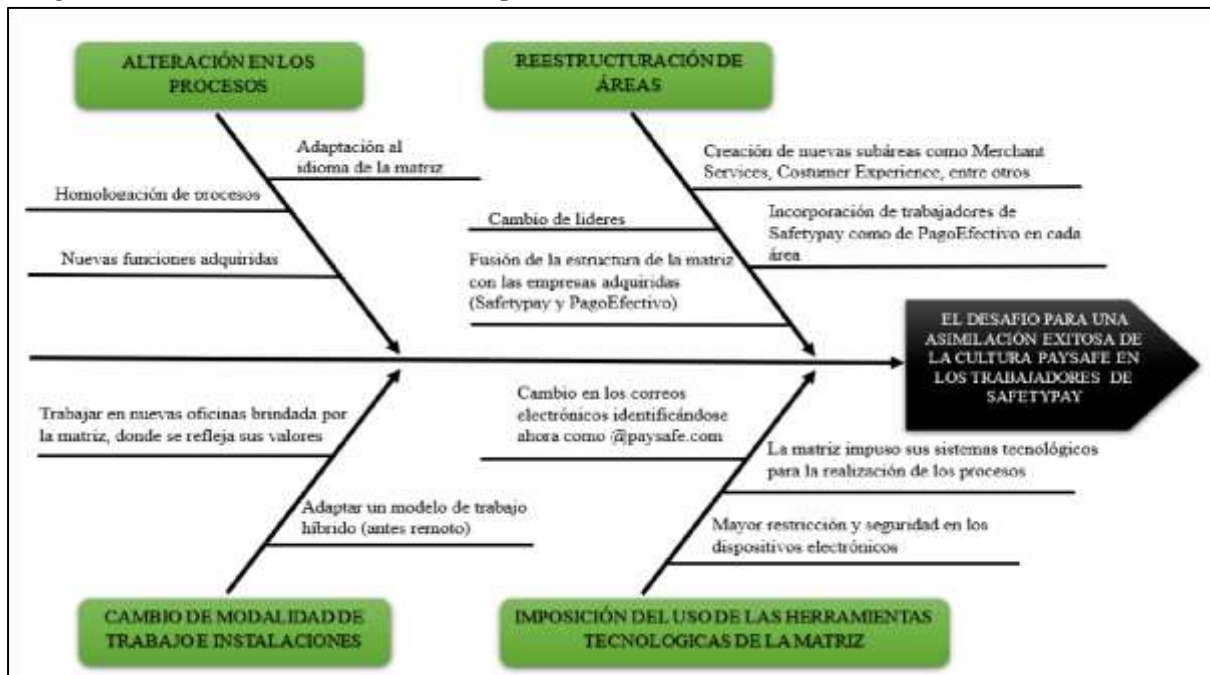 ALTERACIÓN EN LOS
PROCESOS
Adaptación al
idioma de la matriz
Homologación de procesos
Nuevas funciones adquiridas
REESTRUCTURACIÓN DE
ÁREAS
Creación de nuevas subáreas como Merchant
Services, Costumer Experience, entre otros
Cambio de lideres
Incorporación de trabajadores de
Safetypay como de PagoEfectivo en cada
área
Fusión de la estructura de la matriz
con las empresas adquiridas
(Safetypay y PagoEfectivo)
EL DESAFIO PARA UNA
ASIMILACIÓN EXITOSA DE
LA CULTURA PAYSAFE EN
LOS TRABAJADORES DE
SAFETYPAY
Trabajar en nuevas oficinas brindada por
la matriz, donde se refleja sus valores
Adaptar un modelo de trabajo
híbrido (antes remoto)
CAMBIO DE MODALIDAD DE
TRABAJO E INSTALACIONES
Cambio en los correos
electrónicos identificándose
ahora como @paysafe.com
La matriz impuso sus sistemas tecnológicos
para la realización de los procesos
Mayor restricción y seguridad en los
dispositivos electrónicos
IMPOSICIÓN DEL USO DE LAS HERRAMIENTAS
TECNOLOGICAS DE LA MATRIZ